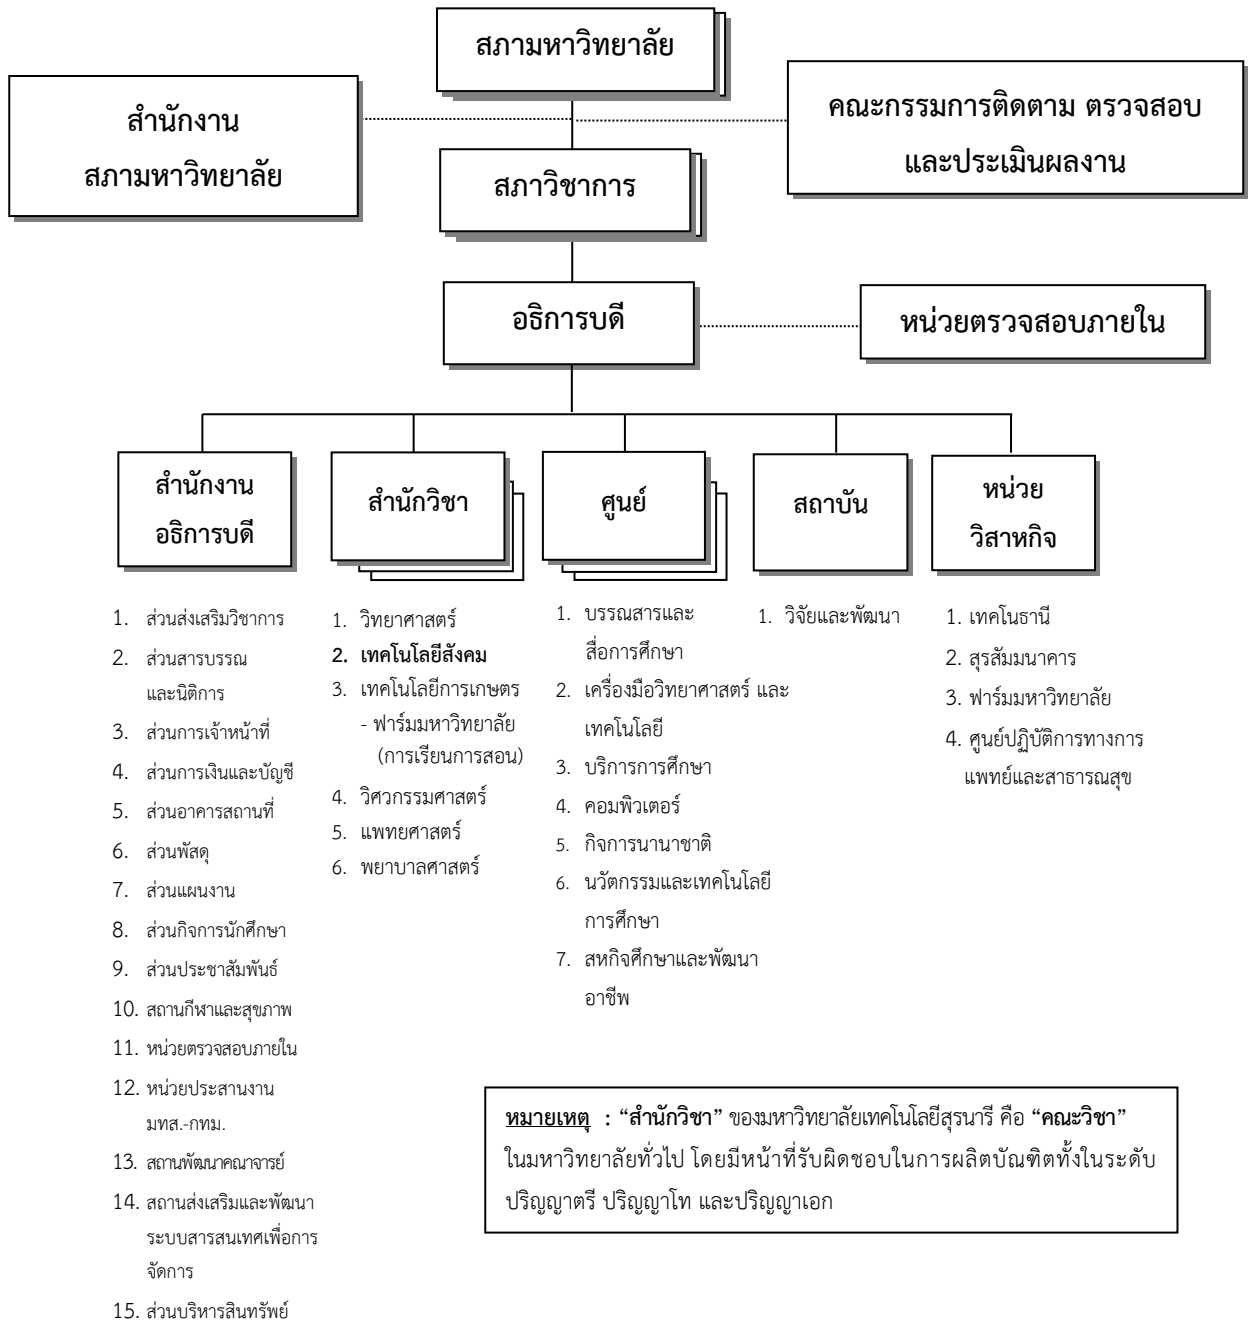 สภามหาวิทยาลัย
สำนักงาน
สภามหาวิทยาลัย
คณะกรรมการติดตาม ตรวจสอบ
และประเมินผลงาน
สภาวิชาการ
อธิการบดี
หน่วยตรวจสอบภายใน
สำนักงาน
อธิการบดี
สำนักวิชา
ศูนย์
สถาบัน
หน่วย
วิสาหกิจ
1. ส่วนส่งเสริมวิชาการ
2. ส่วนสารบรรณ
และนิติการ
3. ส่วนการเจ้าหน้าที่
4. ส่วนการเงินและบัญชี
5. ส่วนอาคารสถานที่
6. ส่วนพัสดุ
7. ส่วนแผนงาน
8. ส่วนกิจการนักศึกษา
9. ส่วนประชาสัมพันธ์
10. สถานกีฬาและสุขภาพ
11. หน่วยตรวจสอบภายใน
12. หน่วยประสานงาน
มทส.-กทม.
13. สถานพัฒนาคณาจารย์
14. สถานส่งเสริมและพัฒนา
ระบบสารสนเทศเพื่อการ
จัดการ
15. ส่วนบริหารสินทรัพย์
1. วิทยาศาสตร์
2. เทคโนโลยีสังคม
3. เทคโนโลยีการเกษตร
- ฟาร์มมหาวิทยาลัย
(การเรียนการสอน)
4. วิศวกรรมศาสตร์
5. แพทยศาสตร์
6. พยาบาลศาสตร์
1. บรรณสารและ
สื่อการศึกษา
2. เครื่องมือวิทยาศาสตร์ และ
เทคโนโลยี
3. บริการการศึกษา
4. คอมพิวเตอร์
5. กิจการนานาชาติ
6. นวัตกรรมและเทคโนโลยี
การศึกษา
7. สหกิจศึกษาและพัฒนา
อาชีพ
1. วิจัยและพัฒนา
1. เทคโนธานี
2. สุรสัมมนาคาร
3. ฟาร์มมหาวิทยาลัย
4. ศูนย์ปฏิบัติการทางการ
แพทย์และสาธารณสุข
หมายเหตุ : “สำนักวิชา” ของมหาวิทยาลัยเทคโนโลยีสุรนารี คือ “คณะวิชา”
ในมหาวิทยาลัยทั่วไป โดยมีหน้าที่รับผิดชอบในการผลิตบัณฑิตทั้งในระดับ
ปริญญาตรี ปริญญาโท และปริญญาเอก